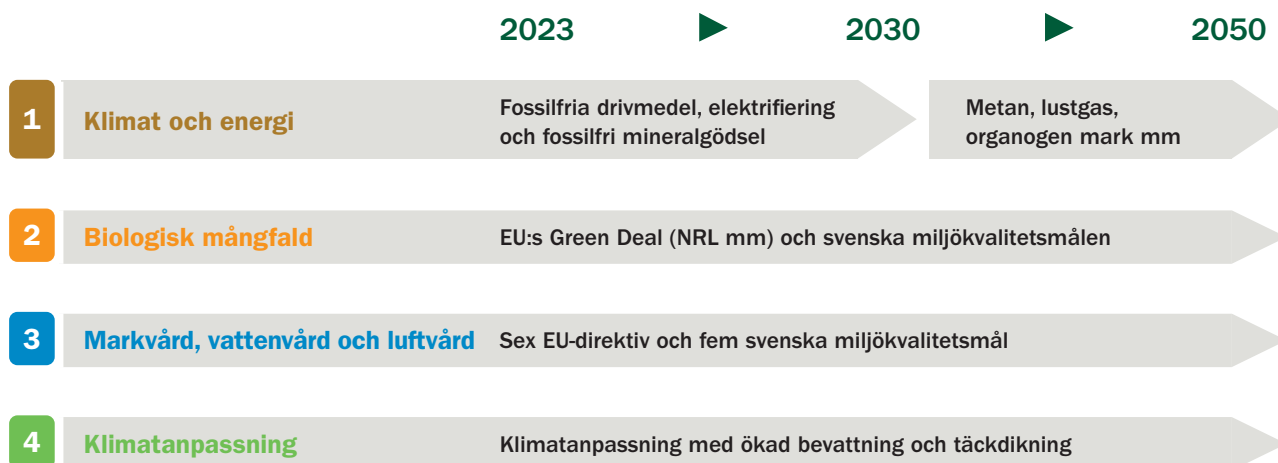 2023 2030 2050
1 Klimat och energi Fossilfria drivmedel, elektrifiering Metan, lustgas,
och fossilfri mineralgödsel organogen mark mm
2 Biologisk mångfald EU:s Green Deal (NRL mm) och svenska miljökvalitetsmålen
3 Markvård, vattenvård och luftvård Sex EU-direktiv och fem svenska miljökvalitetsmål
4 Klimatanpassning Klimatanpassning med ökad bevattning och täckdikning